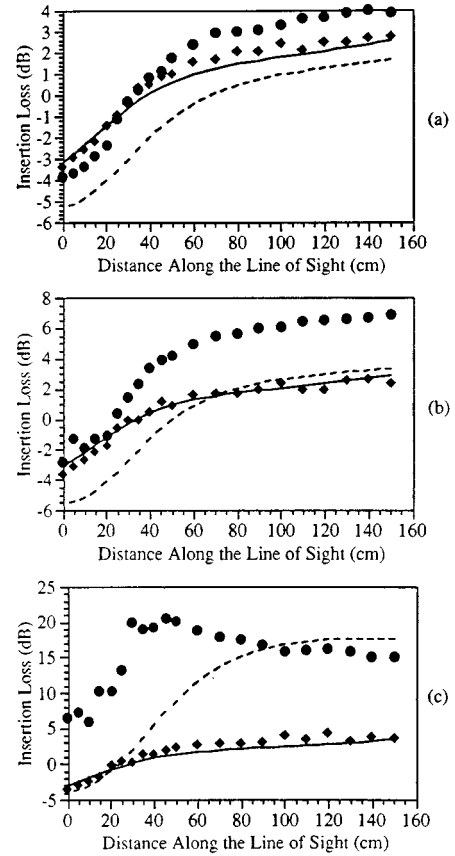 4
3
2
1
0
-1
-2
-3
-4
-5
-6
Insertion Loss (dB)
0 20 40 60 80 100 120 140 160
Distance Along the Line of Sight (cm)
(a)
8
6
4
2
0
-2
-4
-6
Insertion Loss (dB)
0 20 40 60 80 100 120 140 160
Distance Along the Line of Sight (cm)
(b)
25
20
15
10
5
0
-5
Insertion Loss (dB)
0 20 40 60 80 100 120 140 160
Distance Along the Line of Sight (cm)
(c)